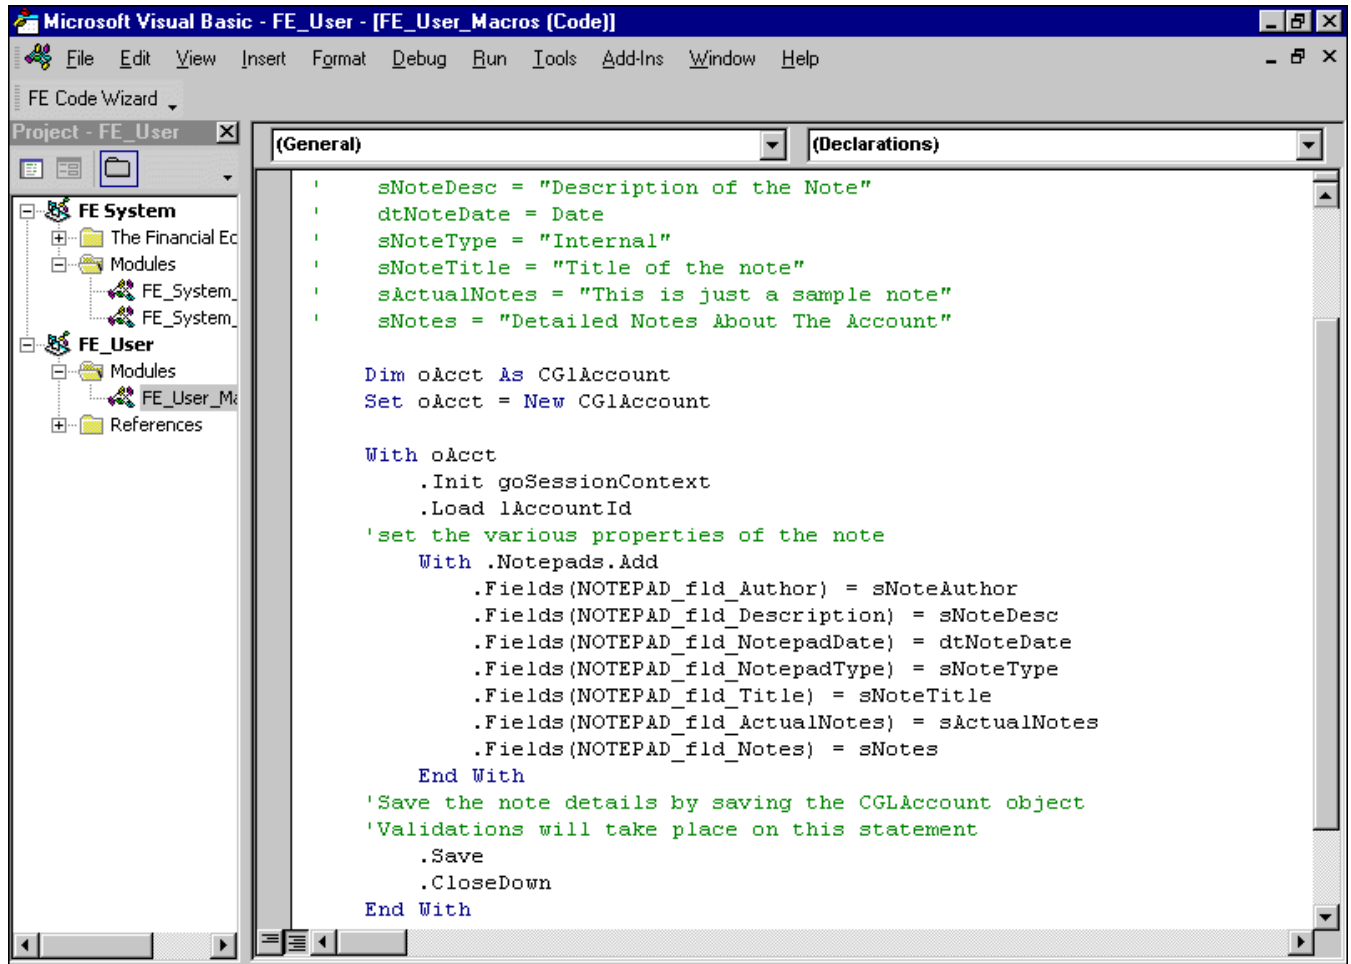 Microsoft Visual Basic - FE_User - [FE_User_Macros (Code)]
File Edit View Insert Format Debug Run Tools Add-Ins Window Help
FE Code Wizard
Project - FE_User
(General) (Declarations)
FE System
The Financial Ec
Modules
FE_System_
FE_System_
FE_User
Modules
FE_User_Ma
References
' sNoteDesc = "Description of the Note"
' dtNoteDate = Date
' sNoteType = "Internal"
' sNoteTitle = "Title of the note"
' sActualNotes = "This is just a sample note"
' sNotes = "Detailed Notes About The Account"
Dim oAcct As CGlAccount
Set oAcct = New CGlAccount
With oAcct
.Init goSessionContext
.Load lAccountId
'set the various properties of the note
With .Notepads.Add
.Fields(NOTEPAD_fld_Author) = sNoteAuthor
.Fields(NOTEPAD_fld_Description) = sNoteDesc
.Fields(NOTEPAD_fld_NotepadDate) = dtNoteDate
.Fields(NOTEPAD_fld_NotepadType) = sNoteType
.Fields(NOTEPAD_fld_Title) = sNoteTitle
.Fields(NOTEPAD_fld_ActualNotes) = sActualNotes
.Fields(NOTEPAD_fld_Notes) = sNotes
End With
'Save the note details by saving the CGLAccount object
'Validations will take place on this statement
.Save
.CloseDown
End With